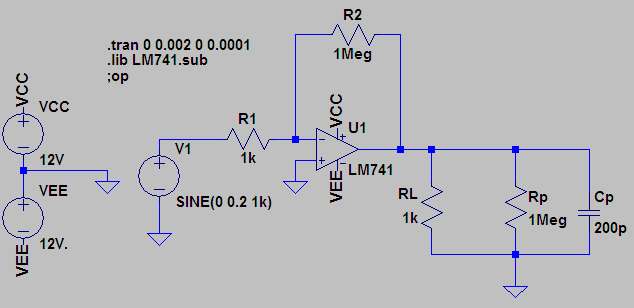 .tran 0 0.002 0 0.0001
.lib LM741.sub
;op
R2
1Meg
VCC
VCC
12V
VEE
12V.
VEE
V1
SINE(0 0.2 1k)
R1
1k
VCC
U1
LM741
VEE
RL
1k
Rp
1Meg
Cp
200p